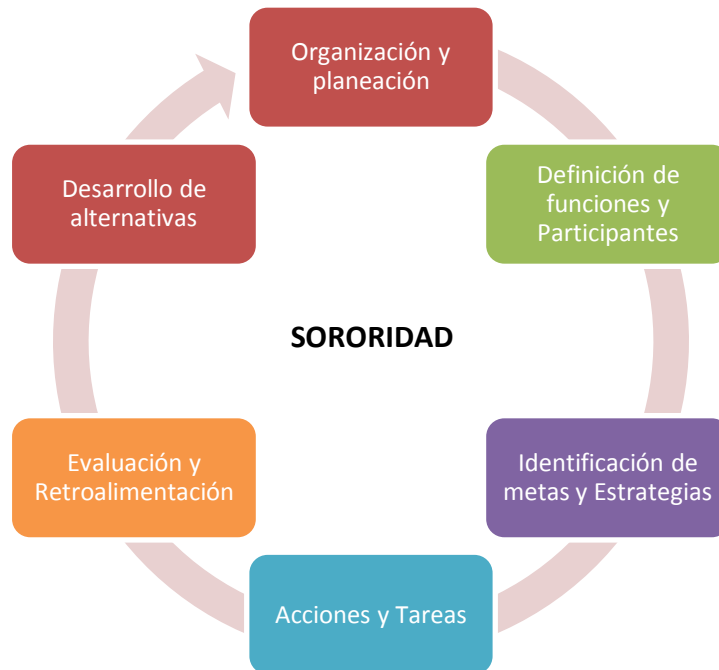 Organización y
planeación
Definición de
funciones y
Participantes
Identificación de
metas y Estrategias
Acciones y Tareas
Evaluación y
Retroalimentación
Desarrollo de
alternativas
SORORIDAD